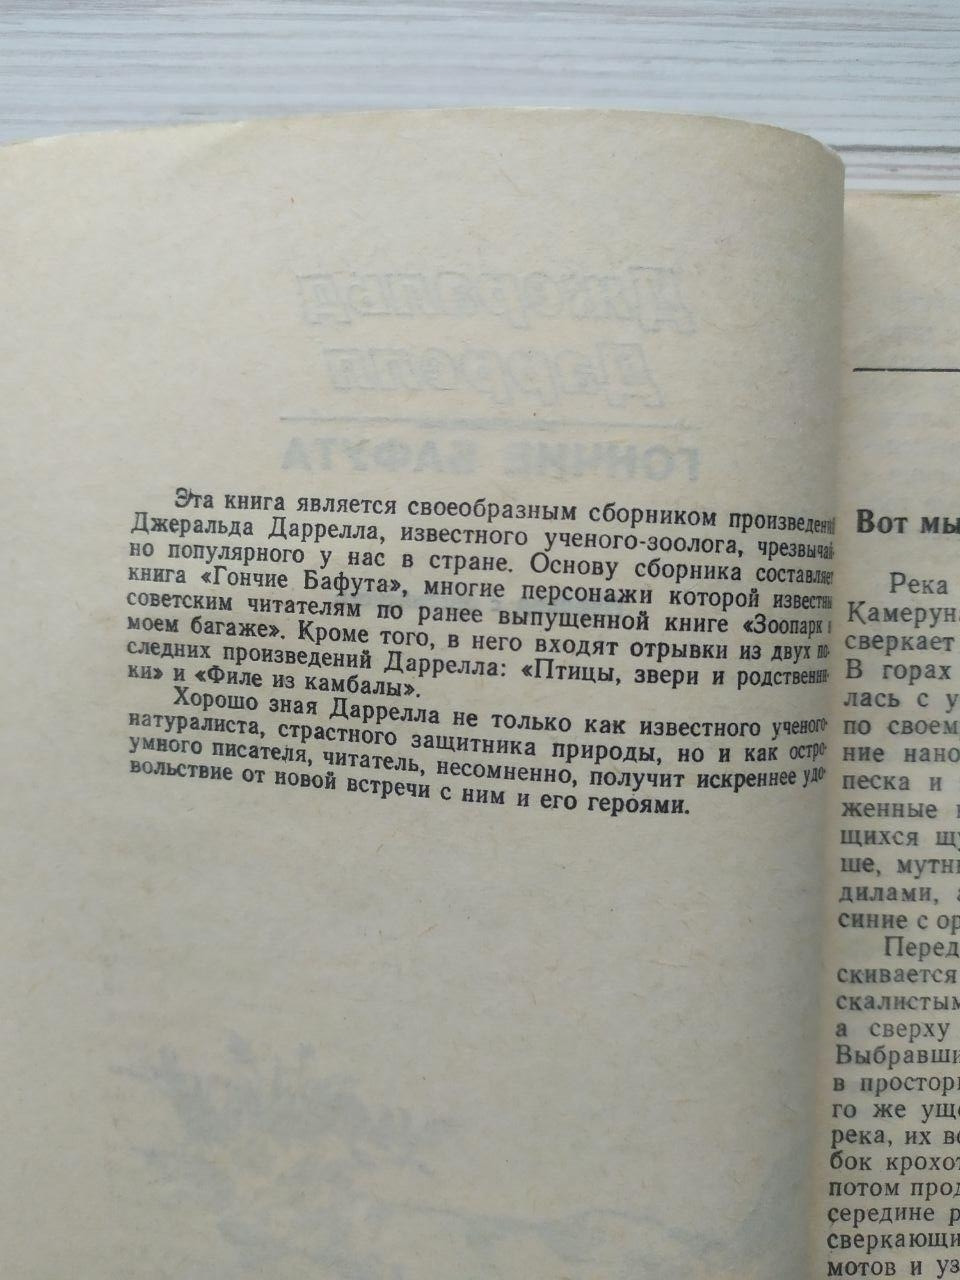 Джеральд
Даррелл
ГОНЧИЕ БАФУТА
Эта книга является своеобразным сборником произведений
Джеральда Даррелла, известного ученого-зоолога, чрезвычай-
но популярного у нас в стране. Основу сборника составляет
книга «Гончие Бафута», многие персонажи которой известны
советским читателям по ранее выпущенной книге «Зоопарк в
моем багаже». Кроме того, в него входят отрывки из двух по-
следних произведений Даррелла: «Птицы, звери и родственни-
ки» и «Филе из камбалы».
Хорошо зная Даррелла не только как известного ученого-
натуралиста, страстного защитника природы, но и как остро-
умного писателя, читатель, несомненно, получит искреннее удо-
вольствие от новой встречи с ним и его героями.
Вот мы
Река
Камерун
сверкает
В горах
лась с у
по своем
ние нано
песка и
женные
щихся щу
ше, мутн
дилами, а
синие с ор
Перед
скивается
скалистым
а сверху
Выбравши
в простор
го же ущ
река, их в
бок крохот
потом прод
середине р
сверкающи
мотов и уз